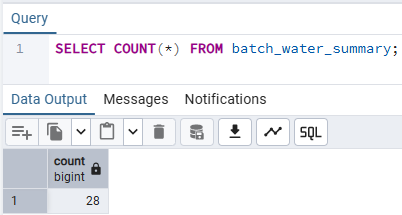 Query
1 SELECT COUNT(*) FROM batch_water_summary;
Data Output Messages Notifications
SQL
count
bigint
1 28